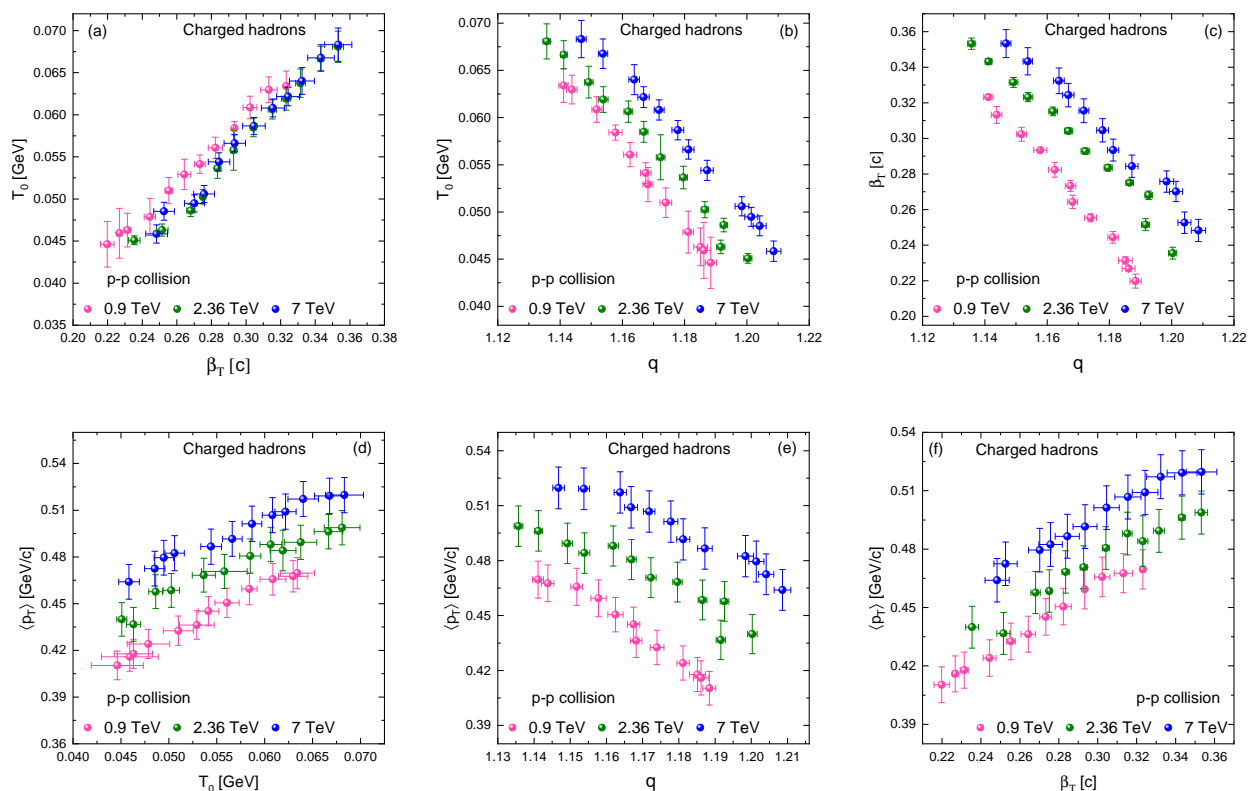 (a) Charged hadrons
T₀ [GeV]
0.070
0.065
0.060
0.055
0.050
0.045
0.040
0.035
p-p collision
0.9 TeV 2.36 TeV 7 TeV
0.20 0.22 0.24 0.26 0.28 0.30 0.32 0.34 0.36 0.38
β_T [c]
Charged hadrons (b)
T₀ [GeV]
0.070
0.065
0.060
0.055
0.050
0.045
0.040
p-p collision
0.9 TeV 2.36 TeV 7 TeV
1.12 1.14 1.16 1.18 1.20 1.22
q
Charged hadrons (c)
β_T [c]
0.36
0.32
0.30
0.28
0.26
0.24
0.22
0.20
p-p collision
0.9 TeV 2.36 TeV 7 TeV
1.12 1.14 1.16 1.18 1.20 1.22
q
Charged hadrons (d)
⟨p_T⟩ [GeV/c]
0.54
0.51
0.48
0.45
0.42
0.39
0.36
p-p collision
0.9 TeV 2.36 TeV 7 TeV
0.040 0.045 0.050 0.055 0.060 0.065 0.070
T₀ [GeV]
Charged hadrons (e)
⟨p_T⟩ [GeV/c]
0.54
0.51
0.48
0.45
0.42
0.39
p-p collision
0.9 TeV 2.36 TeV 7 TeV
1.13 1.14 1.15 1.16 1.17 1.18 1.19 1.20 1.21
q
(f) Charged hadrons
⟨p_T⟩ [GeV/c]
0.54
0.51
0.48
0.45
0.42
0.39
p-p collision
0.9 TeV 2.36 TeV 7 TeV
0.22 0.24 0.26 0.28 0.30 0.32 0.34 0.36
β_T [c]